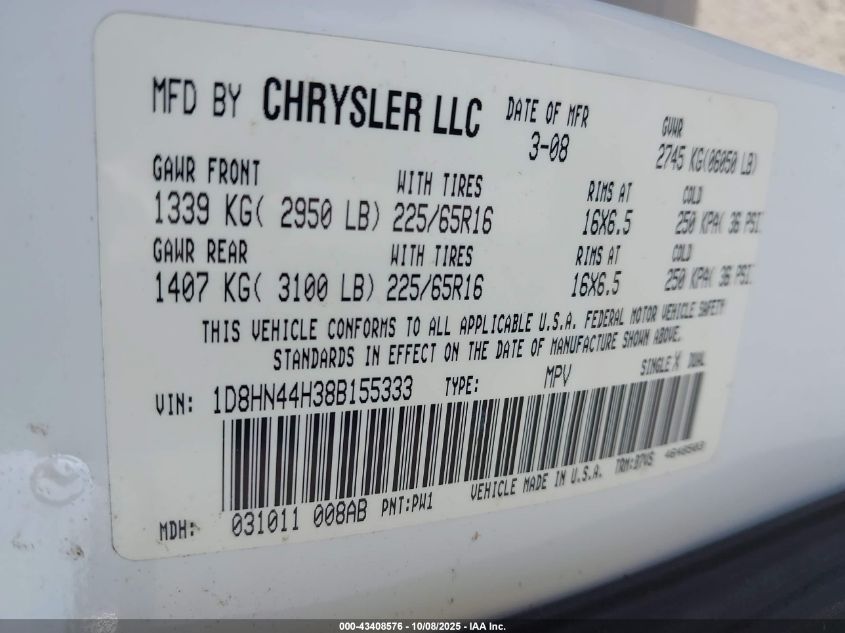 MFD BY CHRYSLER LLC DATE OF MFR GVWR
3-08 2745 KG(06050 LB)
GAWR FRONT WITH TIRES RIMS AT COLD
1339 KG( 2950 LB) 225/65R16 16X6.5 250 KPA( 36 PSI)
GAWR REAR WITH TIRES RIMS AT COLD
1407 KG( 3100 LB) 225/65R16 16X6.5 250 KPA( 36 PSI)
THIS VEHICLE CONFORMS TO ALL APPLICABLE U.S.A. FEDERAL MOTOR VEHICLE SAFETY
STANDARDS IN EFFECT ON THE DATE OF MANUFACTURE SHOWN ABOVE.
VIN: 1D8HN44H38B155333 TYPE: MPV SINGLE X DUAL
MDH: 031011 008AB PNT:PW1 VEHICLE MADE IN U.S.A. TRM:B7VS
000-43408576 - 10/08/2025 - IAA Inc.